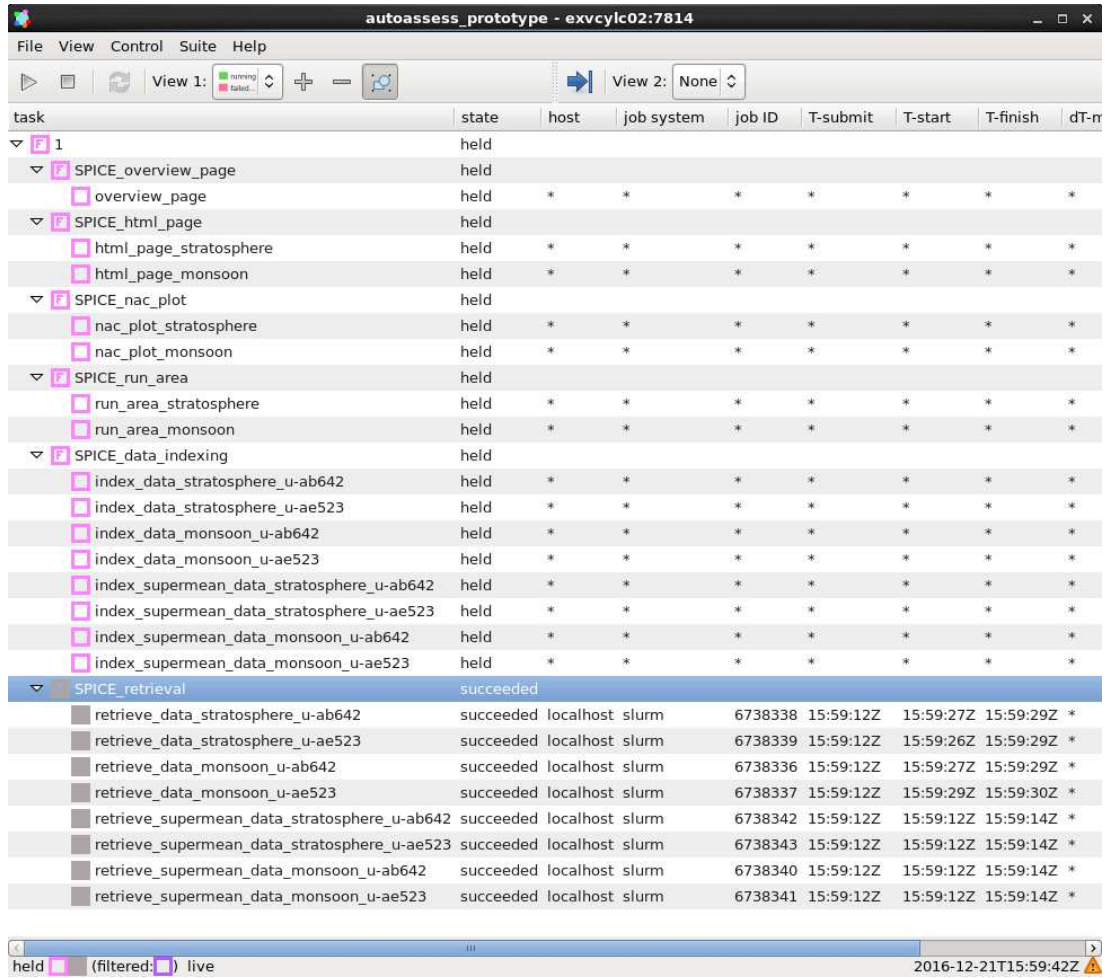 autoassess_prototype - exvcylc02:7814
File View Control Suite Help
View 1: running failed... View 2: None
task state host job system job ID T-submit T-start T-finish dT-m
F 1 held
F SPICE_overview_page held
overview_page held * * * * * * *
F SPICE_html_page held
html_page_stratosphere held * * * * * * *
html_page_monsoon held * * * * * * *
F SPICE_nac_plot held
nac_plot_stratosphere held * * * * * * *
nac_plot_monsoon held * * * * * * *
F SPICE_run_area held
run_area_stratosphere held * * * * * * *
run_area_monsoon held * * * * * * *
F SPICE_data_indexing held
index_data_stratosphere_u-ab642 held * * * * * * *
index_data_stratosphere_u-ae523 held * * * * * * *
index_data_monsoon_u-ab642 held * * * * * * *
index_data_monsoon_u-ae523 held * * * * * * *
index_supermean_data_stratosphere_u-ab642 held * * * * * * *
index_supermean_data_stratosphere_u-ae523 held * * * * * * *
index_supermean_data_monsoon_u-ab642 held * * * * * * *
index_supermean_data_monsoon_u-ae523 held * * * * * * *
SPICE_retrieval succeeded
retrieve_data_stratosphere_u-ab642 succeeded localhost slurm 6738338 15:59:12Z 15:59:27Z 15:59:29Z *
retrieve_data_stratosphere_u-ae523 succeeded localhost slurm 6738339 15:59:12Z 15:59:26Z 15:59:29Z *
retrieve_data_monsoon_u-ab642 succeeded localhost slurm 6738336 15:59:12Z 15:59:27Z 15:59:29Z *
retrieve_data_monsoon_u-ae523 succeeded localhost slurm 6738337 15:59:12Z 15:59:29Z 15:59:30Z *
retrieve_supermean_data_stratosphere_u-ab642 succeeded localhost slurm 6738342 15:59:12Z 15:59:12Z 15:59:14Z *
retrieve_supermean_data_stratosphere_u-ae523 succeeded localhost slurm 6738343 15:59:12Z 15:59:12Z 15:59:14Z *
retrieve_supermean_data_monsoon_u-ab642 succeeded localhost slurm 6738340 15:59:12Z 15:59:12Z 15:59:14Z *
retrieve_supermean_data_monsoon_u-ae523 succeeded localhost slurm 6738341 15:59:12Z 15:59:12Z 15:59:14Z *
held (filtered: ) live 2016-12-21T15:59:42Z